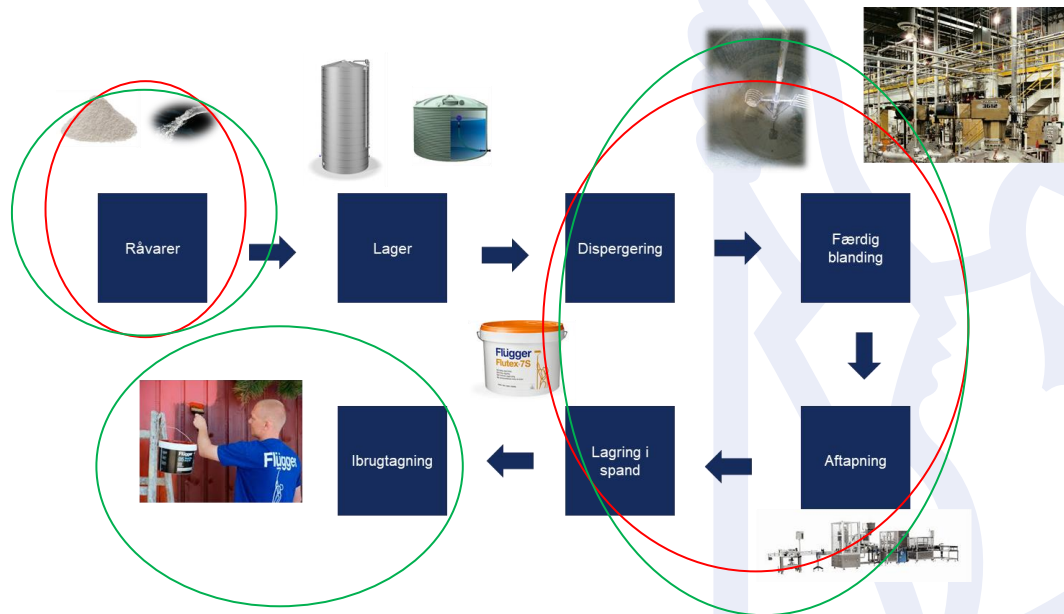 Råvarer
Lager
Dispergering
Færdig
blanding
Flügger
Flutex-7S
Flügger
Ibrugtagning
Lagring i
spand
Aftapning